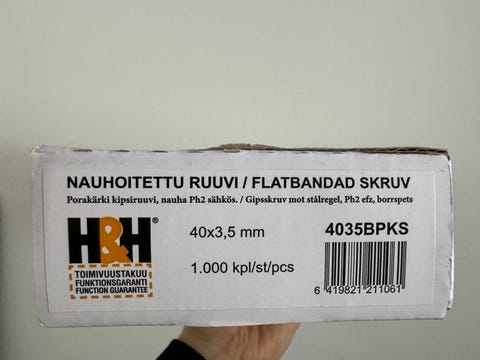 NAUHOITETTU RUUVI / FLATBANDAD SKRUV
Porakärki kipsiruuvi, nauha Ph2 sähkös. / Gipsskruv mot stålregel, Ph2 efz, borrspets
H&H
40x3,5 mm
4035BPKS
TOIMIVUUSTAKUU
FUNKTIONSGARANTI
FUNCTION GUARANTEE
1.000 kpl/st/pcs
6 419821 211061